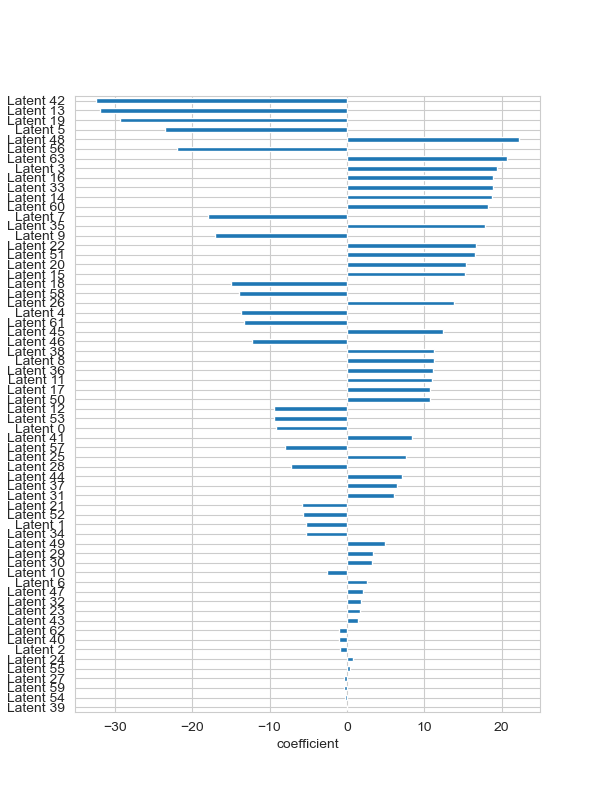 Latent 42
Latent 13
Latent 19
Latent 5
Latent 48
Latent 56
Latent 63
Latent 3
Latent 16
Latent 33
Latent 14
Latent 60
Latent 7
Latent 35
Latent 9
Latent 22
Latent 51
Latent 20
Latent 15
Latent 18
Latent 58
Latent 26
Latent 4
Latent 61
Latent 45
Latent 46
Latent 38
Latent 8
Latent 36
Latent 11
Latent 17
Latent 50
Latent 12
Latent 53
Latent 0
Latent 41
Latent 57
Latent 25
Latent 28
Latent 44
Latent 37
Latent 31
Latent 21
Latent 52
Latent 1
Latent 34
Latent 49
Latent 29
Latent 30
Latent 10
Latent 6
Latent 47
Latent 32
Latent 23
Latent 43
Latent 62
Latent 40
Latent 2
Latent 24
Latent 55
Latent 27
Latent 59
Latent 54
Latent 39
−30 −20 −10 0 10 20
coefficient